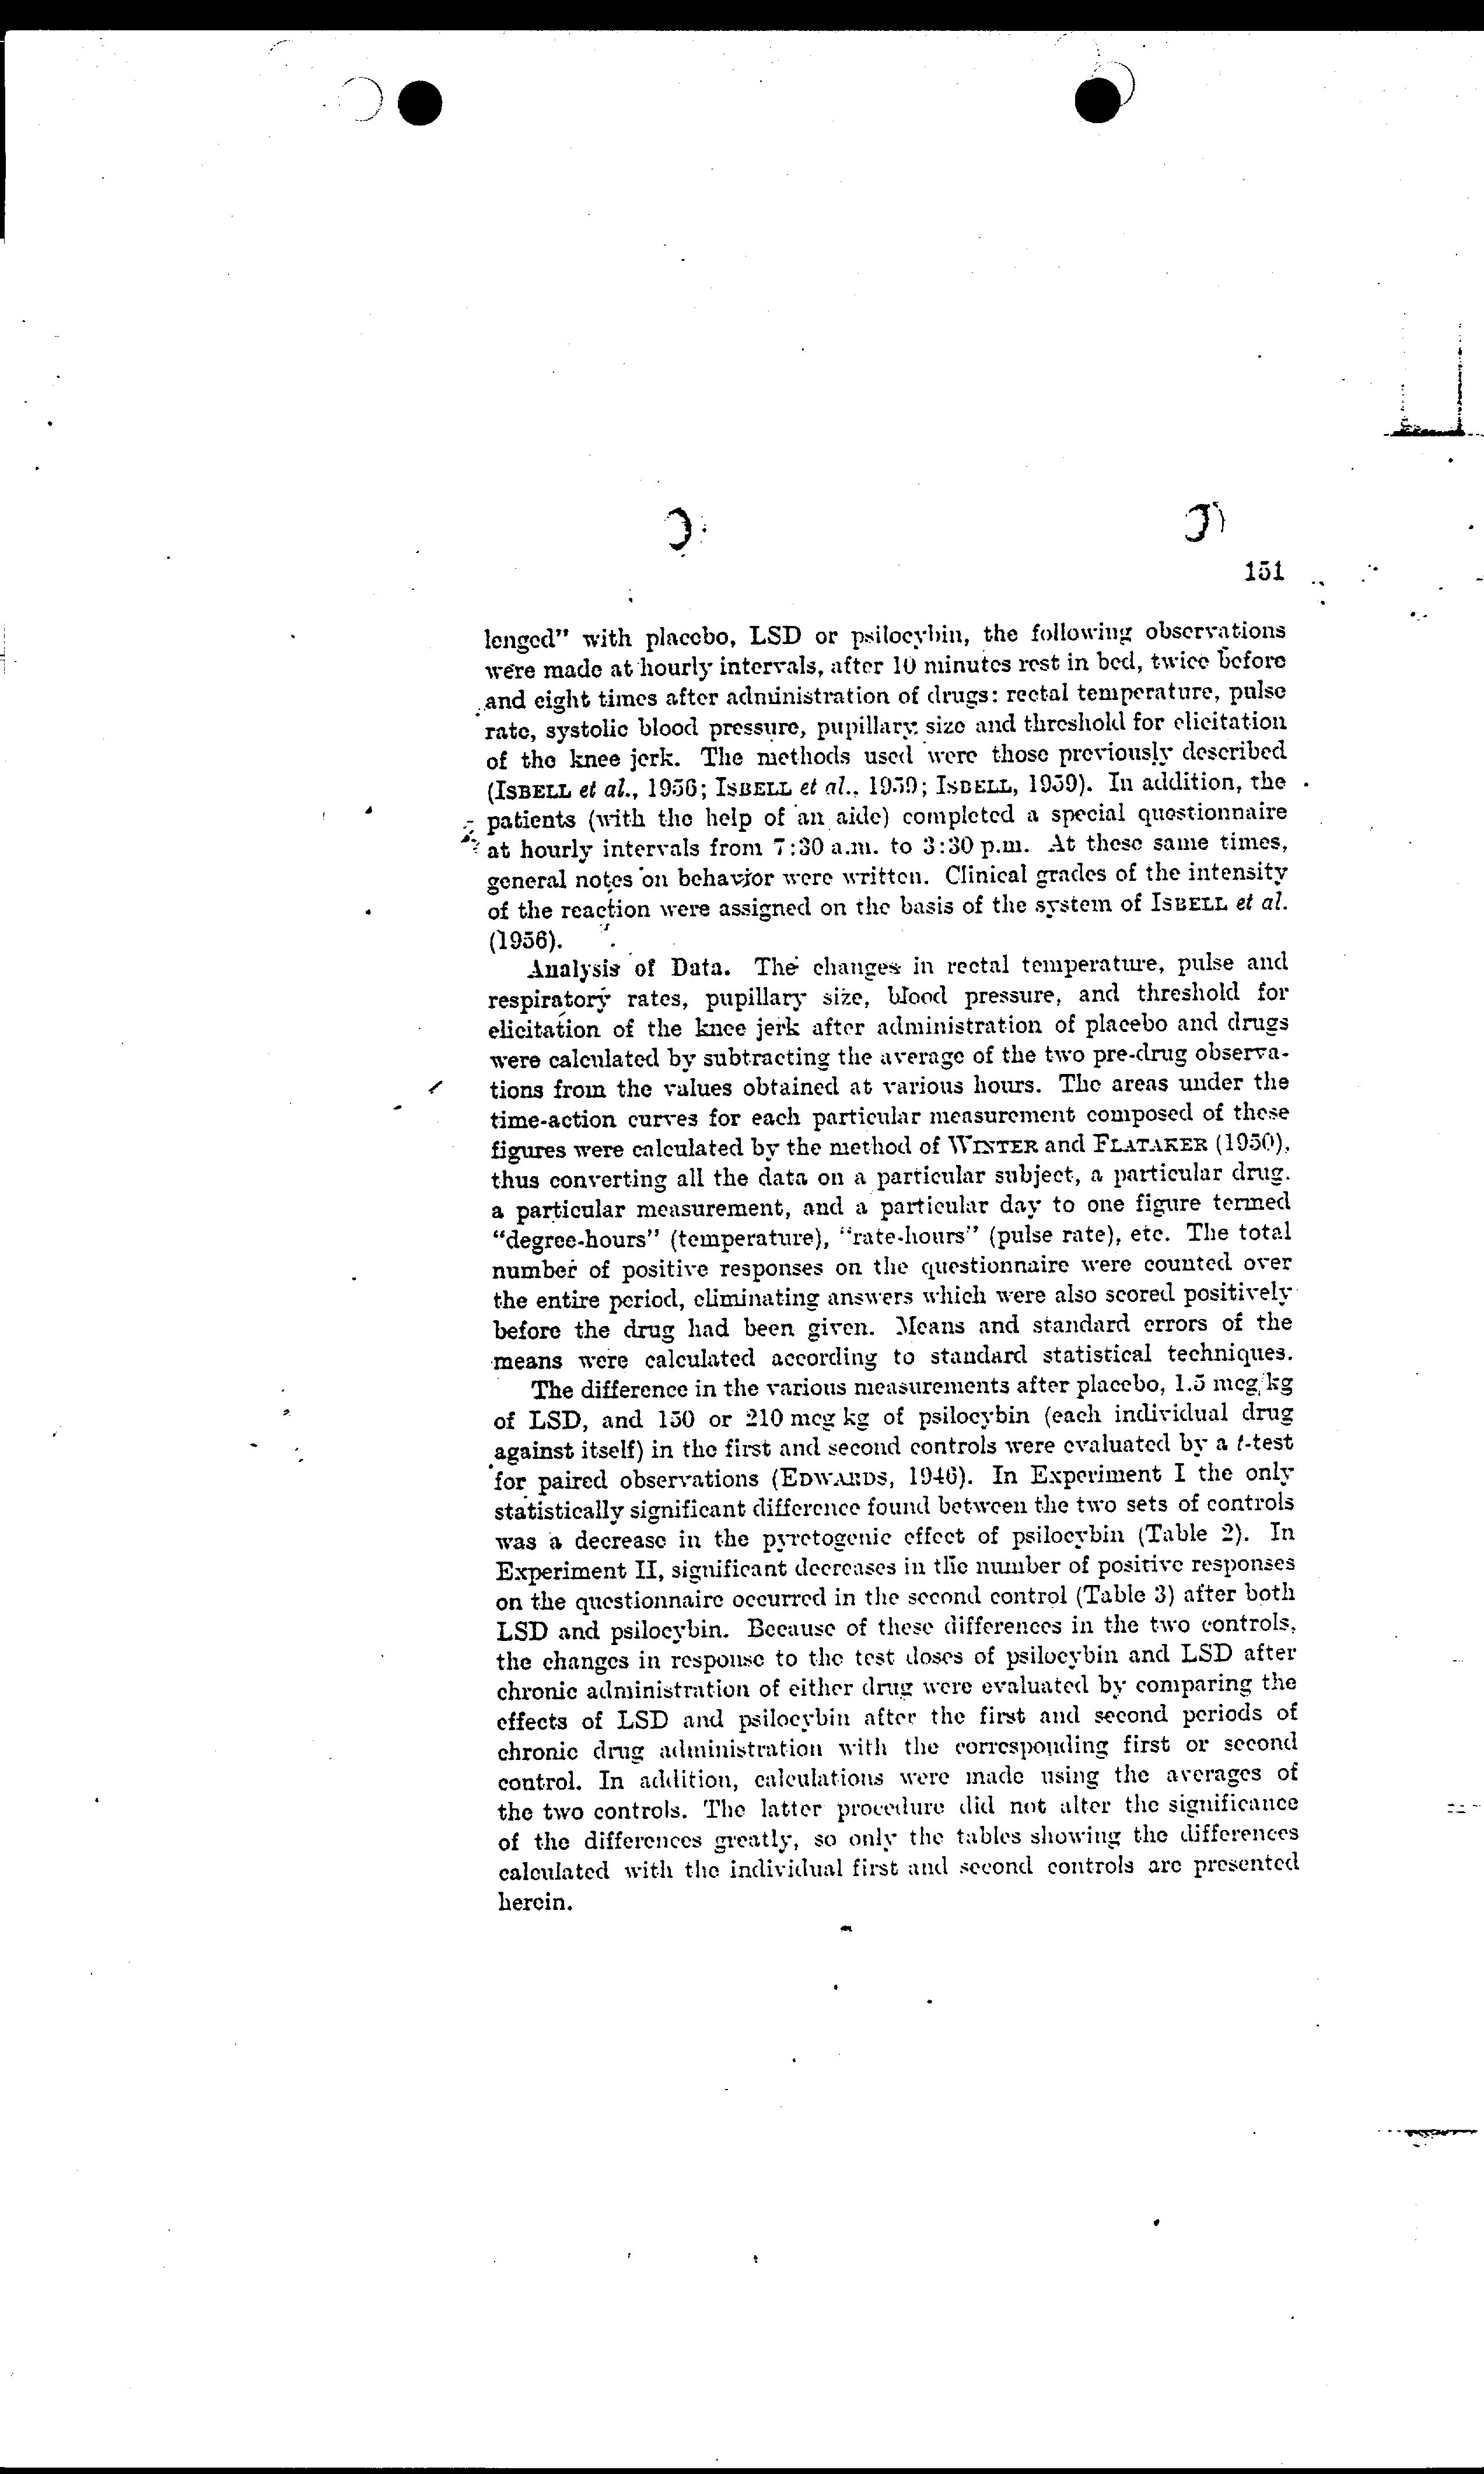 151
lenged” with placebo, LSD or psilocybin, the following observations
were made at hourly intervals, after 10 minutes rest in bed, twice before
and eight times after administration of drugs: rectal temperature, pulse
rate, systolic blood pressure, pupillary size and threshold for elicitation
of the knee jerk. The methods used were those previously described
(ISBELL et al., 1956; ISBELL et al., 1959; ISBELL, 1959). In addition, the
patients (with the help of an aide) completed a special questionnaire
at hourly intervals from 7:30 a.m. to 3:30 p.m. At these same times,
general notes on behavior were written. Clinical grades of the intensity
of the reaction were assigned on the basis of the system of ISBELL et al.
(1956).
Analysis of Data. The changes in rectal temperature, pulse and
respiratory rates, pupillary size, blood pressure, and threshold for
elicitation of the knee jerk after administration of placebo and drugs
were calculated by subtracting the average of the two pre-drug observa-
tions from the values obtained at various hours. The areas under the
time-action curves for each particular measurement composed of these
figures were calculated by the method of WINTER and FLATAKER (1950),
thus converting all the data on a particular subject, a particular drug,
a particular measurement, and a particular day to one figure termed
“degree-hours” (temperature), “rate-hours” (pulse rate), etc. The total
number of positive responses on the questionnaire were counted over
the entire period, eliminating answers which were also scored positively
before the drug had been given. Means and standard errors of the
means were calculated according to standard statistical techniques.
The difference in the various measurements after placebo, 1.5 mcg/kg
of LSD, and 150 or 210 mcg kg of psilocybin (each individual drug
against itself) in the first and second controls were evaluated by a t-test
for paired observations (EDWARDS, 1946). In Experiment I the only
statistically significant difference found between the two sets of controls
was a decrease in the pyretogenic effect of psilocybin (Table 2). In
Experiment II, significant decreases in the number of positive responses
on the questionnaire occurred in the second control (Table 3) after both
LSD and psilocybin. Because of these differences in the two controls,
the changes in response to the test doses of psilocybin and LSD after
chronic administration of either drug were evaluated by comparing the
effects of LSD and psilocybin after the first and second periods of
chronic drug administration with the corresponding first or second
control. In addition, calculations were made using the averages of
the two controls. The latter procedure did not alter the significance
of the differences greatly, so only the tables showing the differences
calculated with the individual first and second controls are presented
herein.